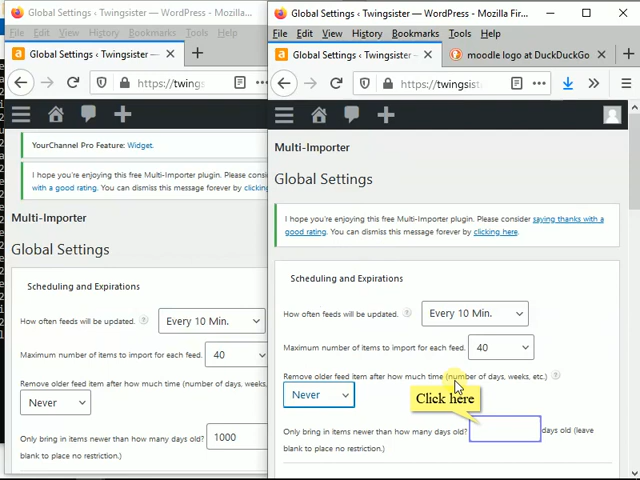 Global Settings ‹ Twingsister — WordPress - Mozilla...
File Edit View History Bookmarks Tools Help
Global Settings ‹ Twingsister —
https://twings
YourChannel Pro Feature: Widget.
I hope you're enjoying this free Multi-Importer plugin. Please consider
with a good rating. You can dismiss this message forever by clicking
Multi-Importer
Global Settings
Scheduling and Expirations
How often feeds will be updated. ? Every 10 Min.
Maximum number of items to import for each feed. 40
Remove older feed item after how much time (number of days, weeks,
Never
Only bring in items newer than how many days old? 1000
blank to place no restriction.)
Global Settings ‹ Twingsister — WordPress - Mozilla Fir...
File Edit View History Bookmarks Tools Help
Global Settings ‹ Twingsister —
moodle logo at DuckDuckGo
https://twingsist
Multi-Importer
Global Settings
I hope you're enjoying this free Multi-Importer plugin. Please consider saying thanks with a
good rating. You can dismiss this message forever by clicking here.
Scheduling and Expirations
How often feeds will be updated. ? Every 10 Min.
Maximum number of items to import for each feed. 40
Remove older feed item after how much time (number of days, weeks, etc.) ?
Never
Click here
Only bring in items newer than how many days old? days old (leave
blank to place no restriction.)